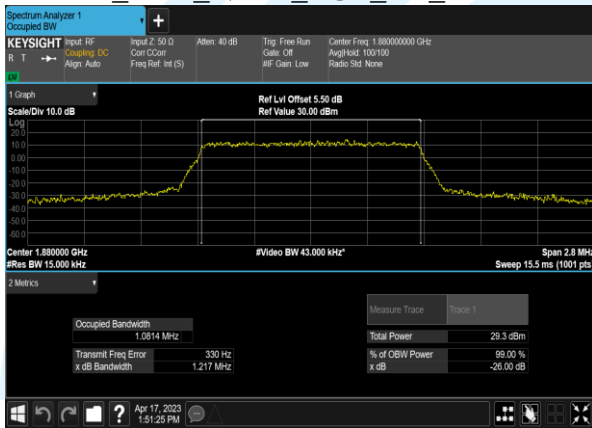 Spectrum Analyzer 1
Occupied BW
KEYSIGHT
R T
Input: RF
Coupling: DC
Align: Auto
Input Z: 50 Ω
Corr CCorr
Freq Ref: Int (S)
Atten: 40 dB
Trig: Free Run
Gate: Off
#IF Gain: Low
Center Freq: 1.880000000 GHz
Avg|Hold: 100/100
Radio Std: None
1 Graph
Scale/Div 10.0 dB
Ref Lvl Offset 5.50 dB
Ref Value 30.00 dBm
Log
20.0
10.0
0.00
-10.0
-20.0
-30.0
-40.0
-50.0
-60.0
Center 1.880000 GHz
#Video BW 43.000 kHz*
Span 2.8 MHz
#Res BW 15.000 kHz
Sweep 15.5 ms (1001 pts)
2 Metrics
Measure Trace
Trace 1
Occupied Bandwidth
1.0814 MHz
Total Power
29.3 dBm
Transmit Freq Error
330 Hz
% of OBW Power
99.00 %
x dB Bandwidth
1.217 MHz
x dB
-26.00 dB
?
Apr 17, 2023
1:51:25 PM